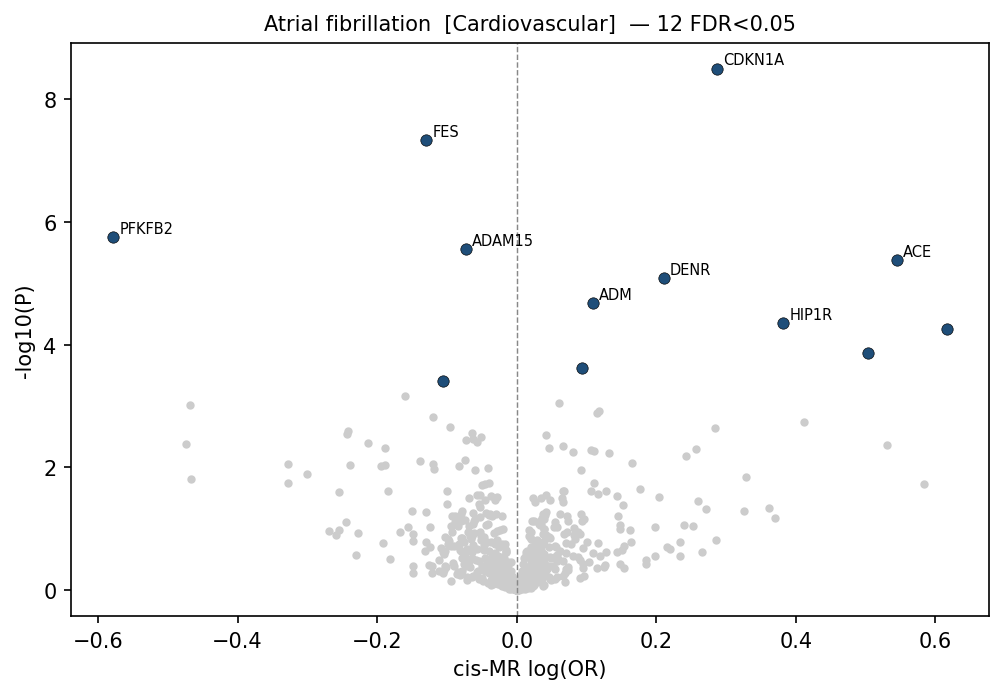 Atrial fibrillation [Cardiovascular] — 12 FDR<0.05
CDKN1A
8
FES
6
PFKFB2
ADAM15
ACE
DENR
ADM
HIP1R
4
-log10(P)
2
0
−0.6 −0.4 −0.2 0.0 0.2 0.4 0.6
cis-MR log(OR)